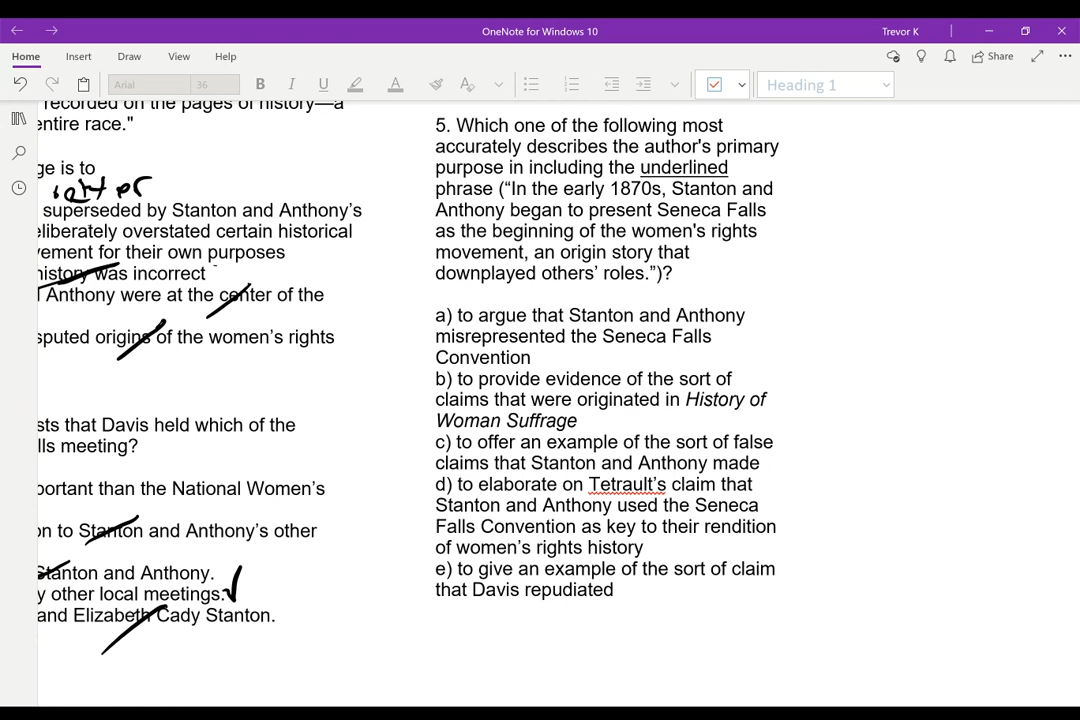 OneNote for Windows 10
Trevor K
Home Insert Draw View Help
Share
Arial 36 B I U A Heading 1
recorded on the pages of history—a
entire race."
ge is to
superseded by Stanton and Anthony's
eliberately overstated certain historical
vement for their own purposes
history was incorrect
Anthony were at the center of the
sputed origins of the women's rights
sts that Davis held which of the
lls meeting?
portant than the National Women's
on to Stanton and Anthony's other
Stanton and Anthony.
y other local meetings.
and Elizabeth Cady Stanton.
5. Which one of the following most
accurately describes the author's primary
purpose in including the underlined
phrase (“In the early 1870s, Stanton and
Anthony began to present Seneca Falls
as the beginning of the women's rights
movement, an origin story that
downplayed others’ roles.”)?
a) to argue that Stanton and Anthony
misrepresented the Seneca Falls
Convention
b) to provide evidence of the sort of
claims that were originated in History of
Woman Suffrage
c) to offer an example of the sort of false
claims that Stanton and Anthony made
d) to elaborate on Tetrault’s claim that
Stanton and Anthony used the Seneca
Falls Convention as key to their rendition
of women’s rights history
e) to give an example of the sort of claim
that Davis repudiated